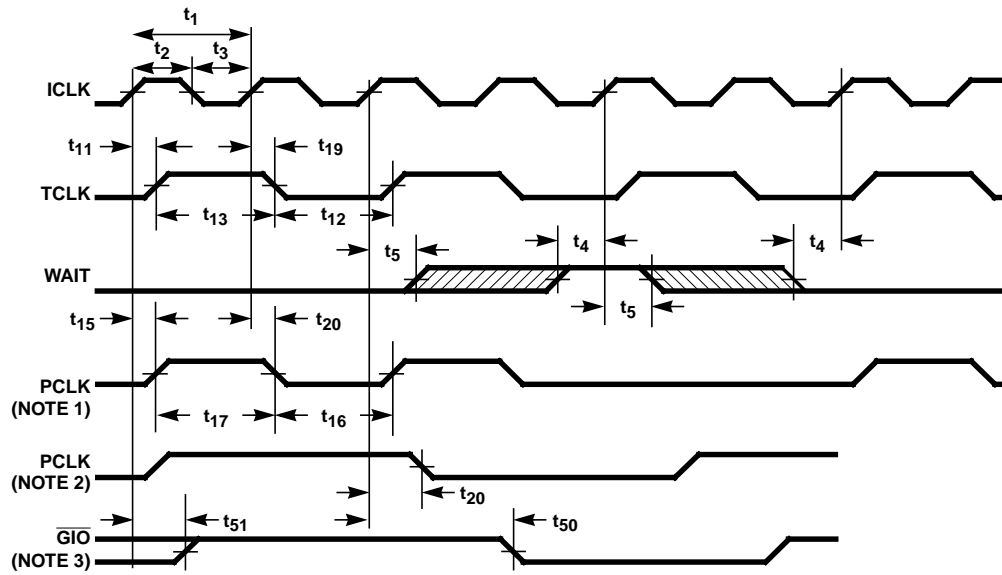 t1
t2 t3
ICLK
t11 t19
TCLK
t13 t12
t5 t4 t4
WAIT
t5
t15 t20
PCLK
(NOTE 1)
t17 t16
PCLK
(NOTE 2)
t20
t51 t50
GIO
(NOTE 3)